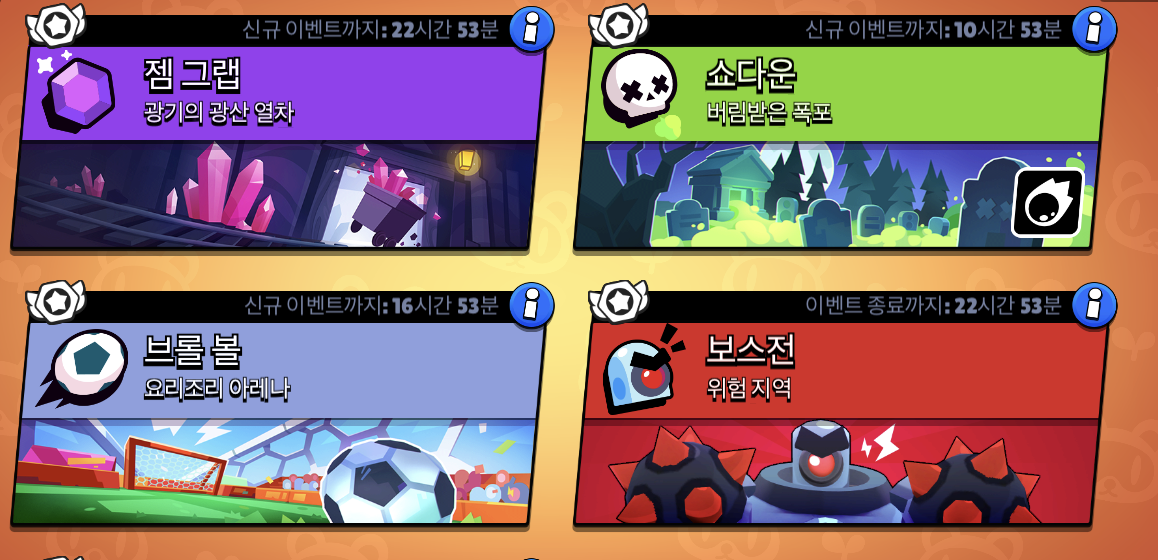 신규 이벤트까지: 22시간 53분
젬 그랩
광기의 광산 열차
신규 이벤트까지: 10시간 53분
쇼다운
버림받은 폭포
신규 이벤트까지: 16시간 53분
브롤 볼
요리조리 아레나
이벤트 종료까지: 22시간 53분
보스전
위험 지역